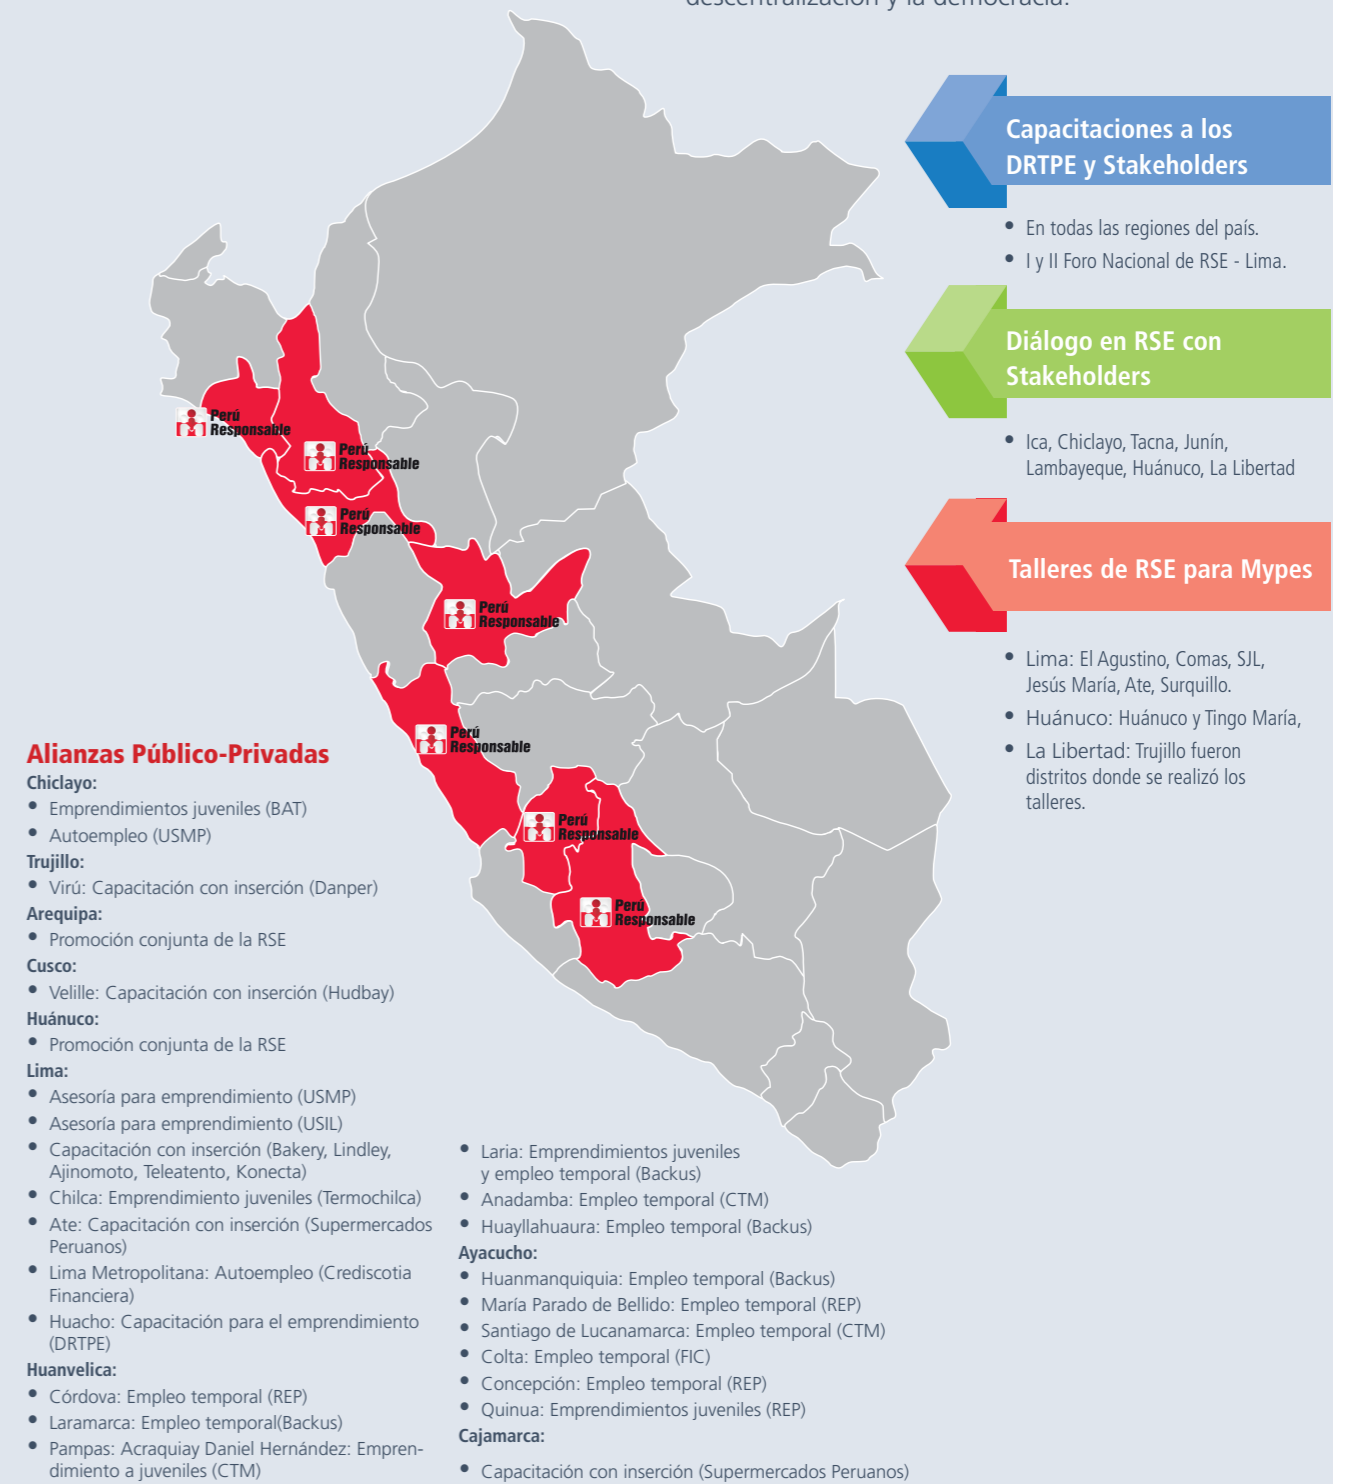 descentralización y la democracia.
Capacitaciones a los
DRTPE y Stakeholders
• En todas las regiones del país.
• I y II Foro Nacional de RSE - Lima.
Diálogo en RSE con
Stakeholders
• Ica, Chiclayo, Tacna, Junín,
Lambayeque, Huánuco, La Libertad
Talleres de RSE para Mypes
• Lima: El Agustino, Comas, SJL,
Jesús María, Ate, Surquillo.
• Huánuco: Huánuco y Tingo María,
• La Libertad: Trujillo fueron
distritos donde se realizó los
talleres.
Perú
Responsable
Perú
Responsable
Perú
Responsable
Perú
Responsable
Perú
Responsable
Perú
Responsable
Perú
Responsable
Alianzas Público-Privadas
Chiclayo:
• Emprendimientos juveniles (BAT)
• Autoempleo (USMP)
Trujillo:
• Virú: Capacitación con inserción (Danper)
Arequipa:
• Promoción conjunta de la RSE
Cusco:
• Velille: Capacitación con inserción (Hudbay)
Huánuco:
• Promoción conjunta de la RSE
Lima:
• Asesoría para emprendimiento (USMP)
• Asesoría para emprendimiento (USIL)
• Capacitación con inserción (Bakery, Lindley,
Ajinomoto, Teleatento, Konecta)
• Chilca: Emprendimiento juveniles (Termochilca)
• Ate: Capacitación con inserción (Supermercados
Peruanos)
• Lima Metropolitana: Autoempleo (Crediscotia
Financiera)
• Huacho: Capacitación para el emprendimiento
(DRTPE)
Huanvelica:
• Córdova: Empleo temporal (REP)
• Laramarca: Empleo temporal(Backus)
• Pampas: Acraquiay Daniel Hernández: Empren-
dimiento a juveniles (CTM)
• Laria: Emprendimientos juveniles
y empleo temporal (Backus)
• Anadamba: Empleo temporal (CTM)
• Huayllahuaura: Empleo temporal (Backus)
Ayacucho:
• Huanmanquiquia: Empleo temporal (Backus)
• María Parado de Bellido: Empleo temporal (REP)
• Santiago de Lucanamarca: Empleo temporal (CTM)
• Colta: Empleo temporal (FIC)
• Concepción: Empleo temporal (REP)
• Quinua: Emprendimientos juveniles (REP)
Cajamarca:
• Capacitación con inserción (Supermercados Peruanos)